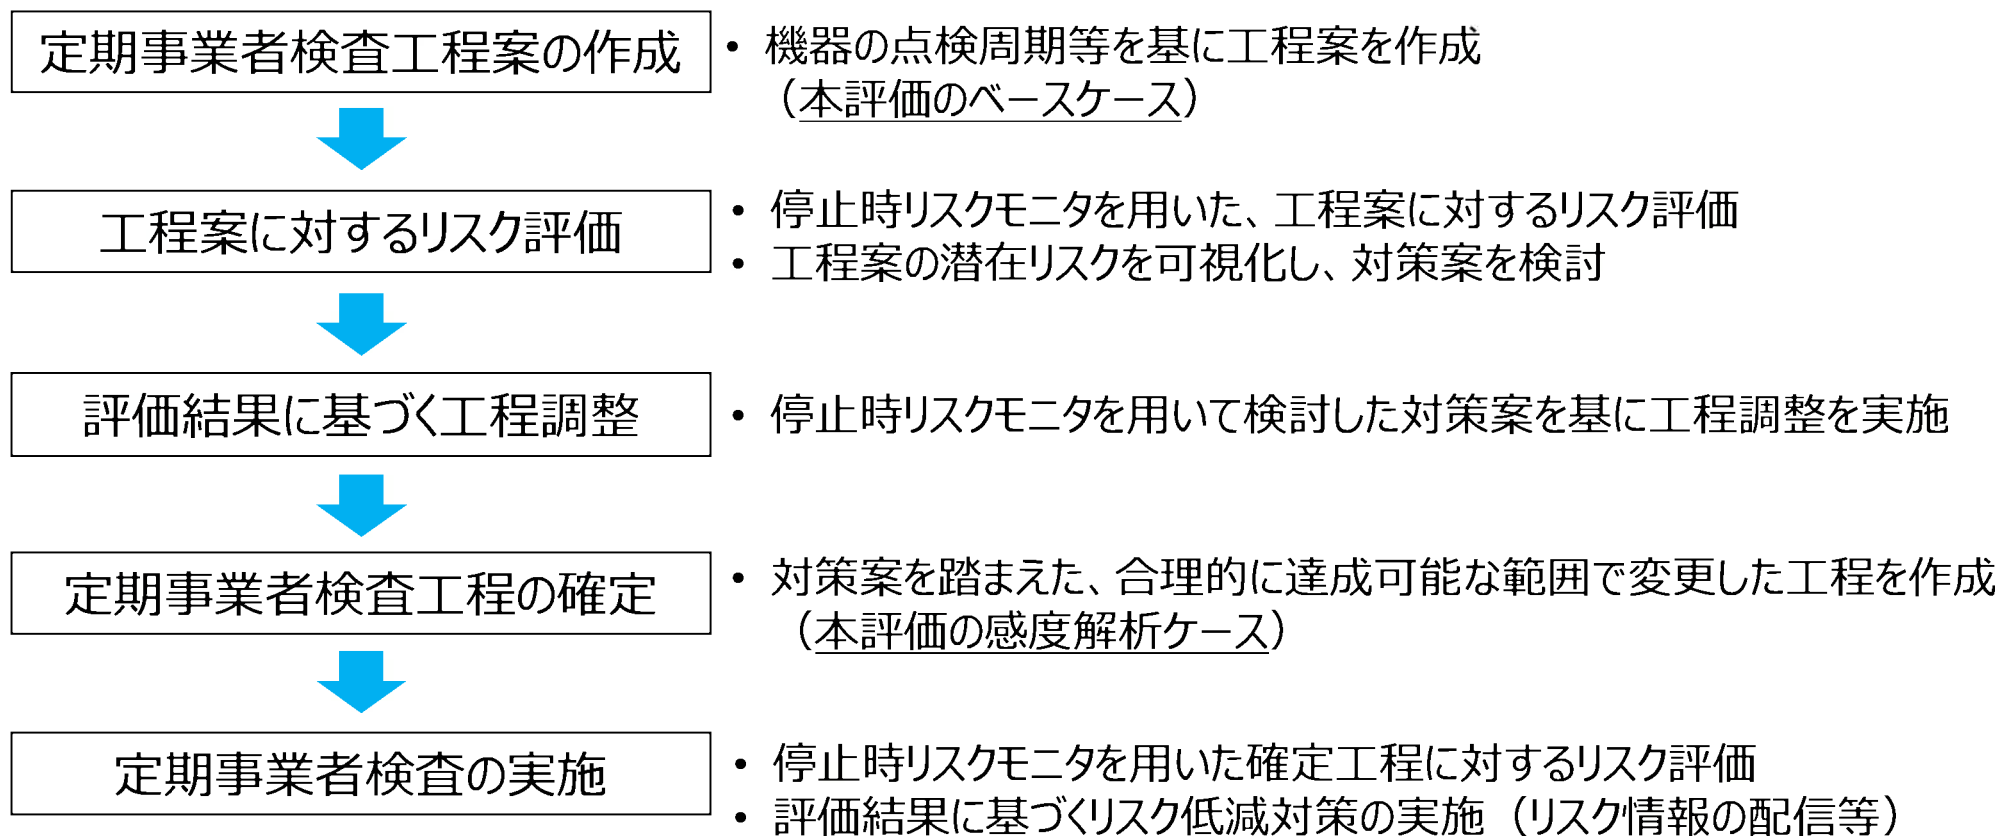 定期事業者検査工程案の作成
• 機器の点検周期等を基に工程案を作成
（本評価のベースケース）
工程案に対するリスク評価
• 停止時リスクモニタを用いた、工程案に対するリスク評価
• 工程案の潜在リスクを可視化し、対策案を検討
評価結果に基づく工程調整
• 停止時リスクモニタを用いて検討した対策案を基に工程調整を実施
定期事業者検査工程の確定
• 対策案を踏まえた、合理的に達成可能な範囲で変更した工程を作成
（本評価の感度解析ケース）
定期事業者検査の実施
• 停止時リスクモニタを用いた確定工程に対するリスク評価
• 評価結果に基づくリスク低減対策の実施（リスク情報の配信等）